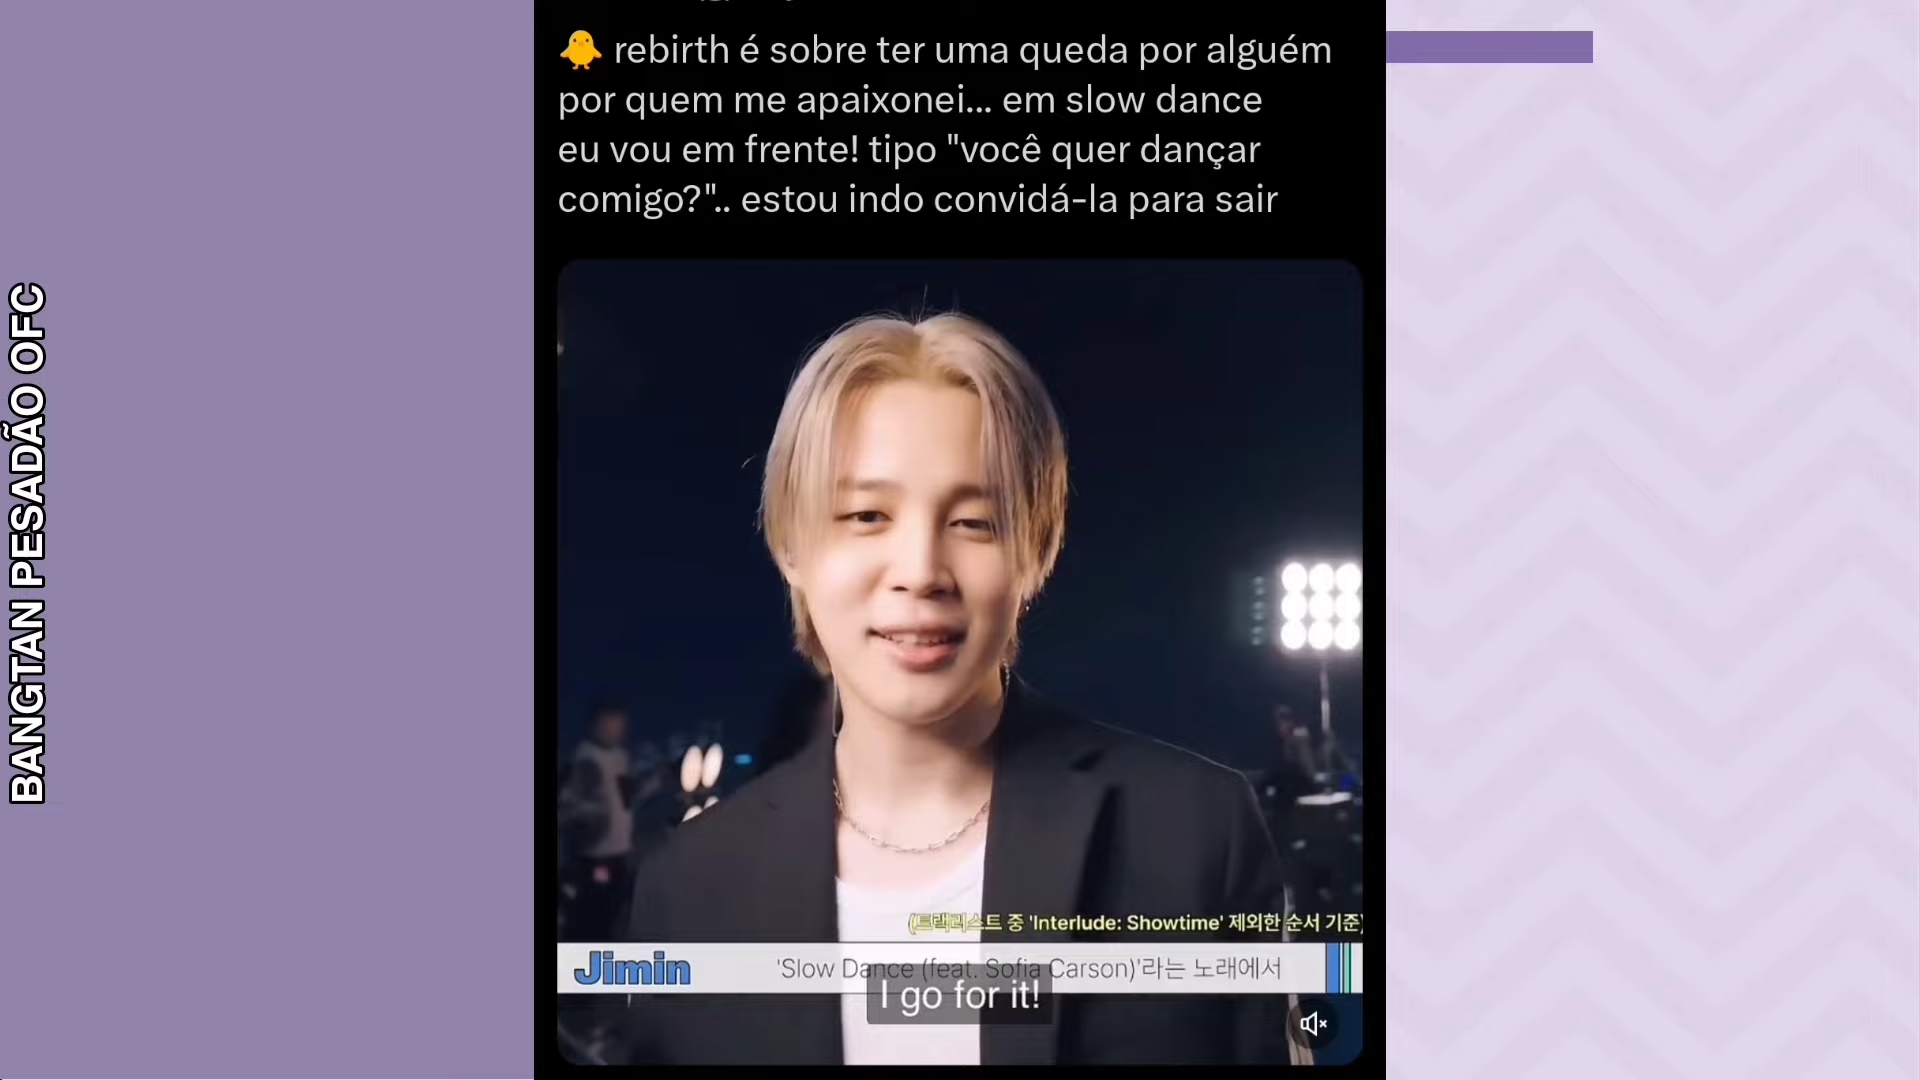 🐥 rebirth é sobre ter uma queda por alguém
por quem me apaixonei... em slow dance
eu vou em frente! tipo "você quer dançar
comigo?".. estou indo convidá-la para sair
BANGTAN PESADÃO OFC
(트랙리스트 중 'Interlude: Showtime' 제외한 순서 기준)
Jimin
'Slow Dance (feat. Sofia Carson)'라는 노래에서
I go for it!